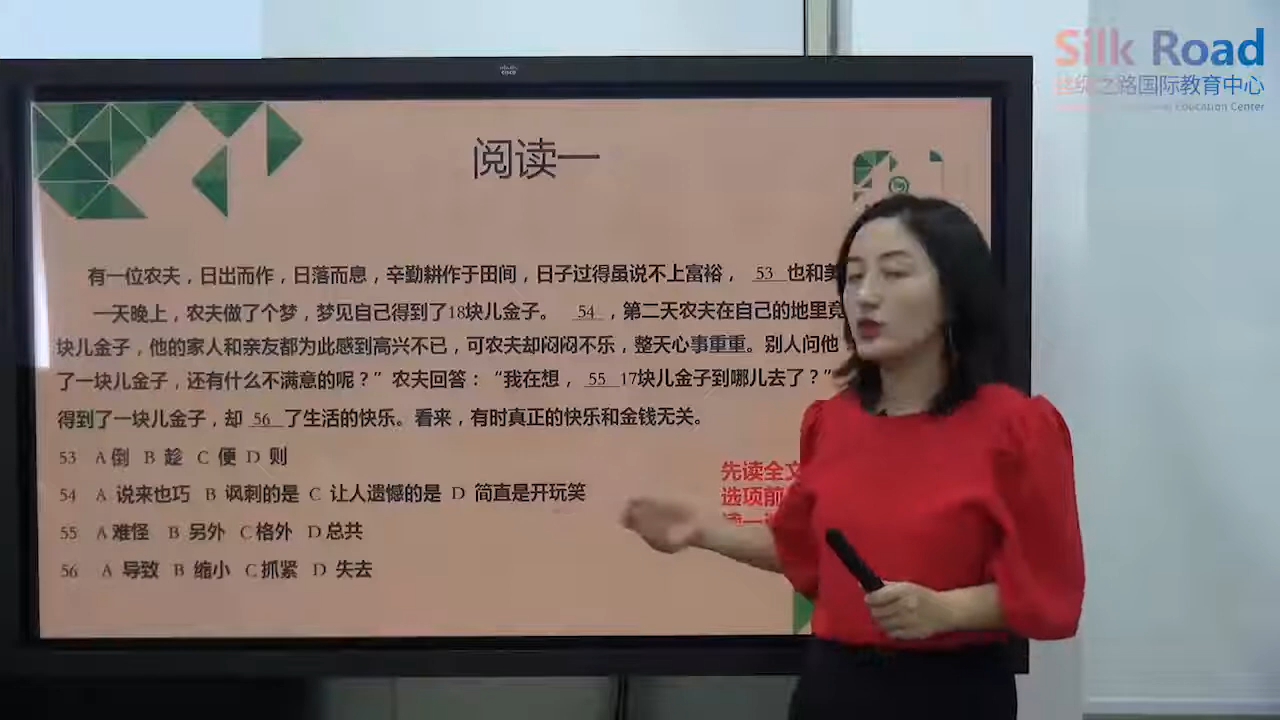 Silk Road
丝绸之路国际教育中心
Education Center
阅读一
有一位农夫，日出而作，日落而息，辛勤耕作于田间，日子过得虽说不上富裕， 53 也和美
一天晚上，农夫做了个梦，梦见自己得到了18块儿金子。 54 ，第二天农夫在自己的地里竟
块儿金子，他的家人和亲友都为此感到高兴不已，可农夫却闷闷不乐，整天心事重重。别人问他
了一块儿金子，还有什么不满意的呢？”农夫回答：“我在想， 55 17块儿金子到哪儿去了？”
得到了一块儿金子，却 56 了生活的快乐。看来，有时真正的快乐和金钱无关。
53 A 倒 B 趁 C 便 D 则
54 A 说来也巧 B 讽刺的是 C 让人遗憾的是 D 简直是开玩笑
先读全文
选项前
55 A 难怪 B 另外 C 格外 D 总共
56 A 导致 B 缩小 C 抓紧 D 失去